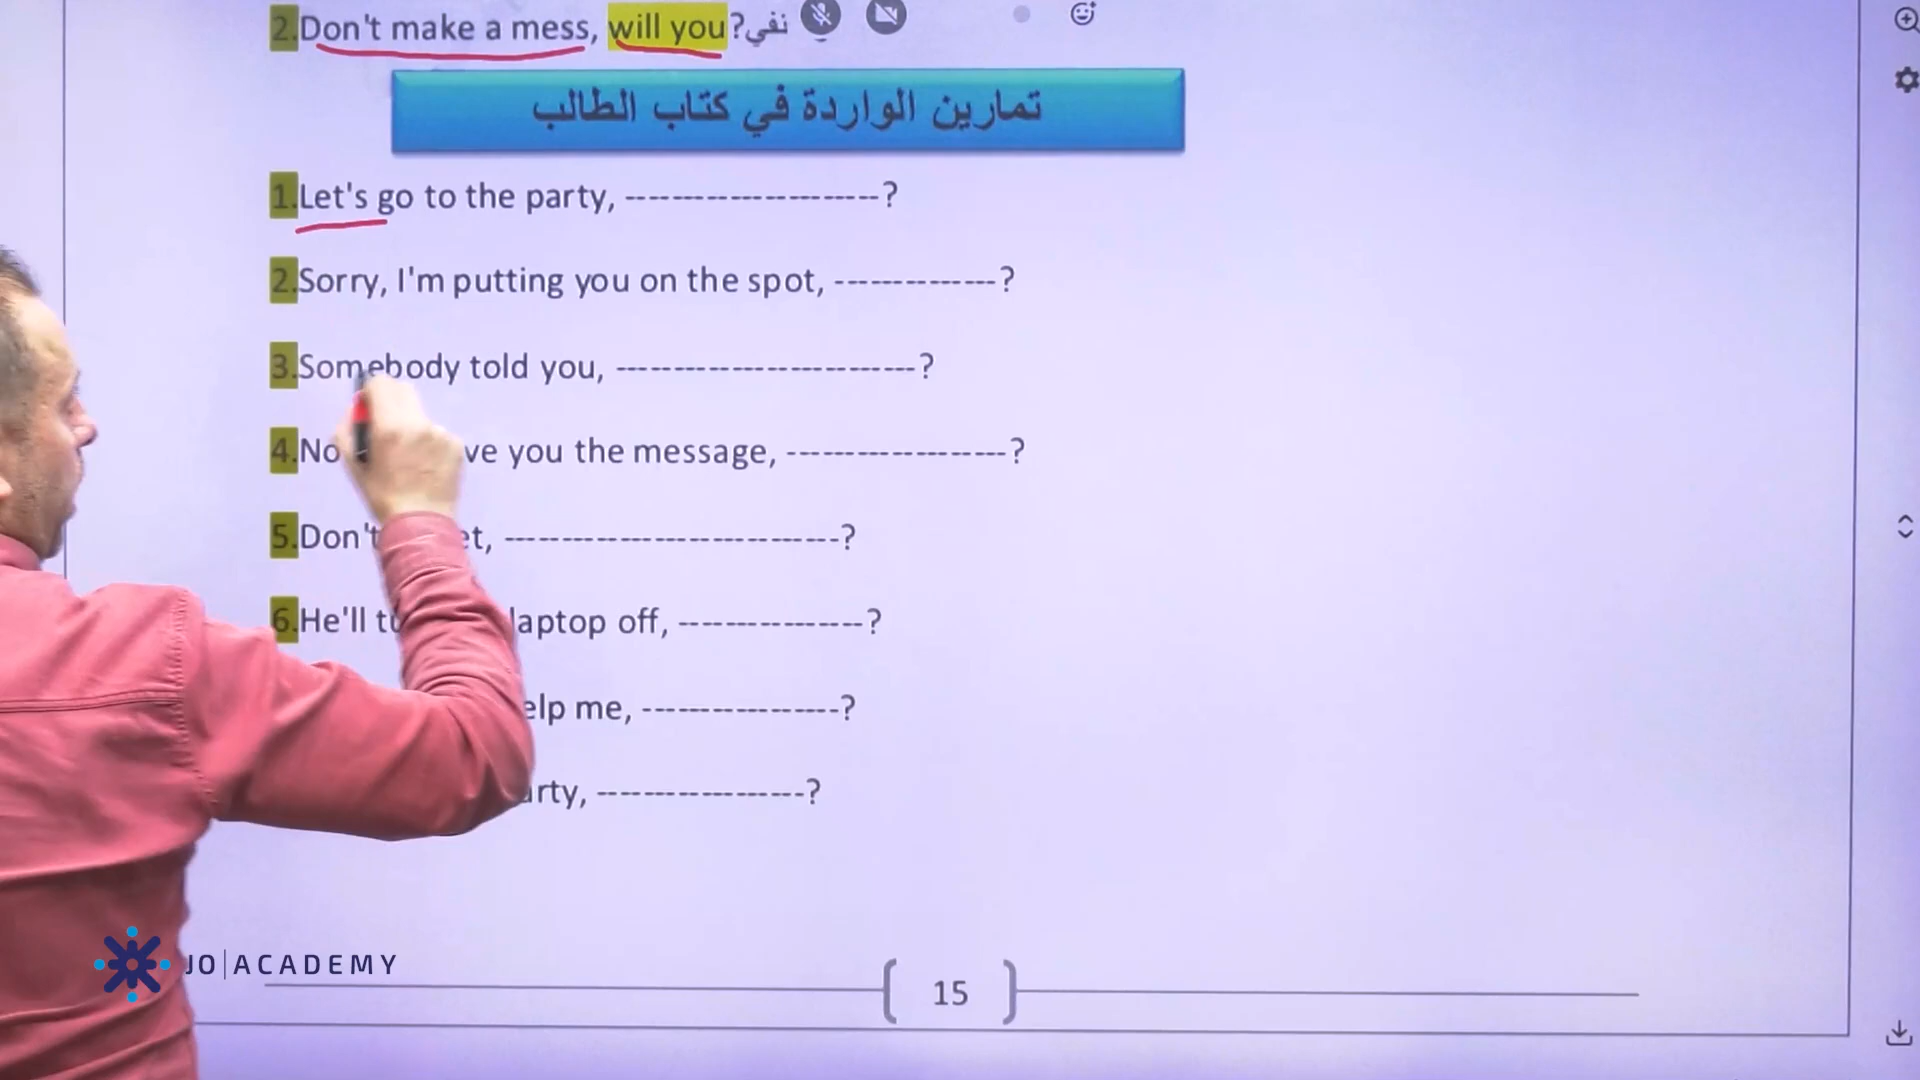 2.Don't make a mess, will you?نفي
تمارين الواردة في كتاب الطالب
1.Let's go to the party, ---------------------?
2.Sorry, I'm putting you on the spot, --------------?
3.Somebody told you, -------------------------?
4.No ve you the message, -------------------?
5.Don't et, ----------------------------?
6.He'll tu laptop off, ----------------?
elp me, -----------------?
rty, ------------------?
JO|ACADEMY
15